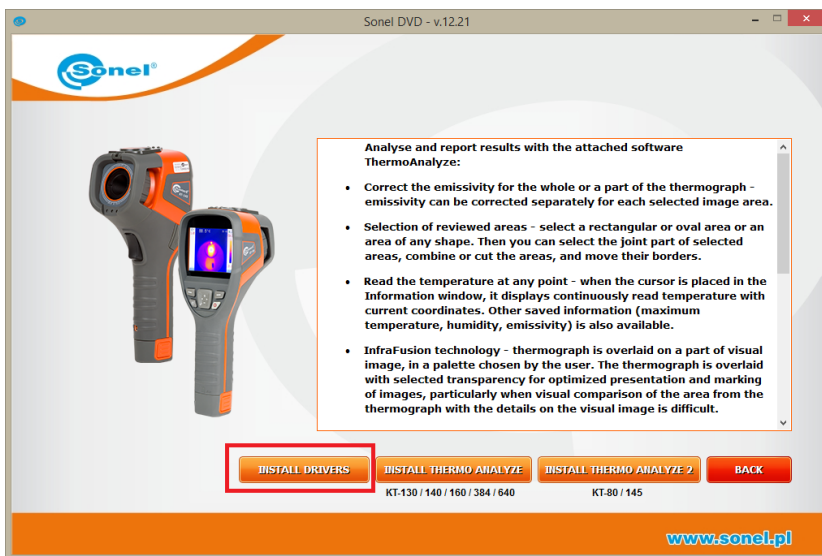 Sonel DVD - v.12.21
Sonel®
Analyse and report results with the attached software
ThermoAnalyze:
• Correct the emissivity for the whole or a part of the thermograph -
emissivity can be corrected separately for each selected image area.
• Selection of reviewed areas - select a rectangular or oval area or an
area of any shape. Then you can select the joint part of selected
areas, combine or cut the areas, and move their borders.
• Read the temperature at any point - when the cursor is placed in the
Information window, it displays continuously read temperature with
current coordinates. Other saved information (maximum
temperature, humidity, emissivity) is also available.
• InfraFusion technology - thermograph is overlaid on a part of visual
image, in a palette chosen by the user. The thermograph is overlaid
with selected transparency for optimized presentation and marking
of images, particularly when visual comparison of the area from the
thermograph with the details on the visual image is difficult.
INSTALL DRIVERS
INSTALL THERMO ANALYZE
INSTALL THERMO ANALYZE 2
BACK
KT-130 / 140 / 160 / 384 / 640
KT-80 / 145
www.sonel.pl